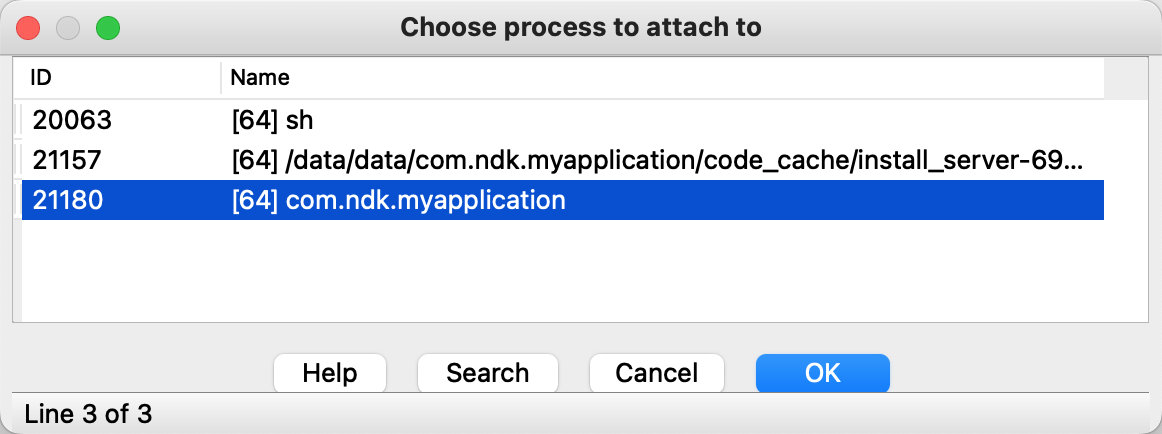 Choose process to attach to
ID Name
20063 [64] sh
21157 [64] /data/data/com.ndk.myapplication/code_cache/install_server-69...
21180 [64] com.ndk.myapplication
Help Search Cancel OK
Line 3 of 3